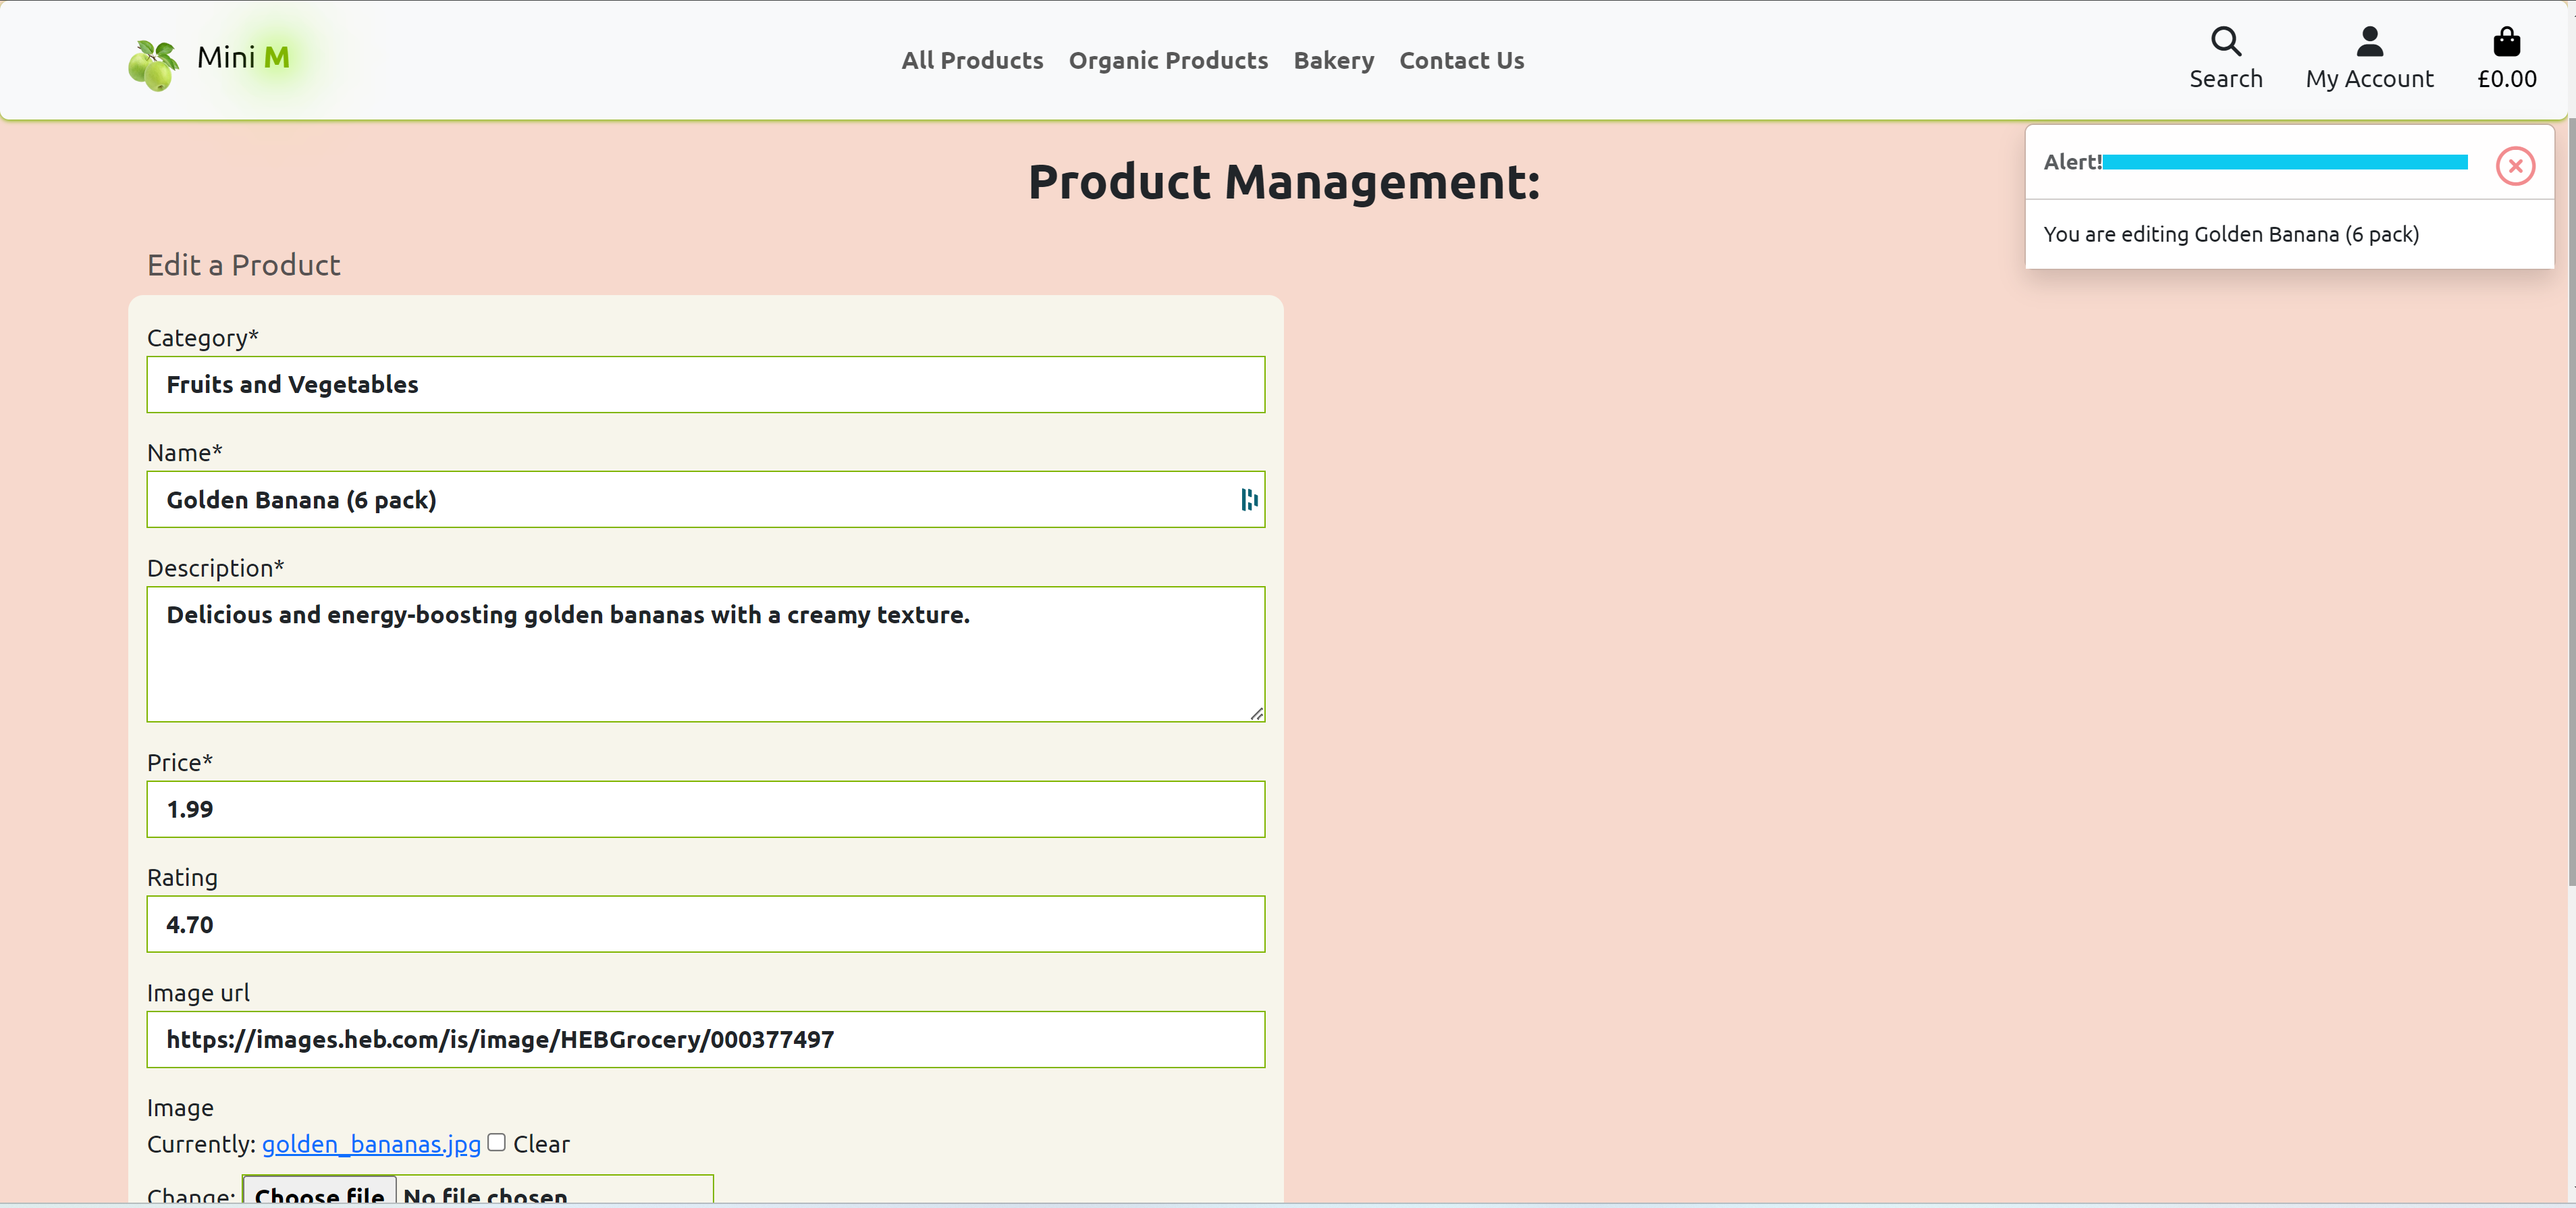 Mini M
All Products Organic Products Bakery Contact Us
Search My Account £0.00
Alert!
You are editing Golden Banana (6 pack)
Product Management:
Edit a Product
Category*
Fruits and Vegetables
Name*
Golden Banana (6 pack)
Description*
Delicious and energy-boosting golden bananas with a creamy texture.
Price*
1.99
Rating
4.70
Image url
https://images.heb.com/is/image/HEBGrocery/000377497
Image
Currently: golden_bananas.jpg Clear
Change: Choose file No file chosen